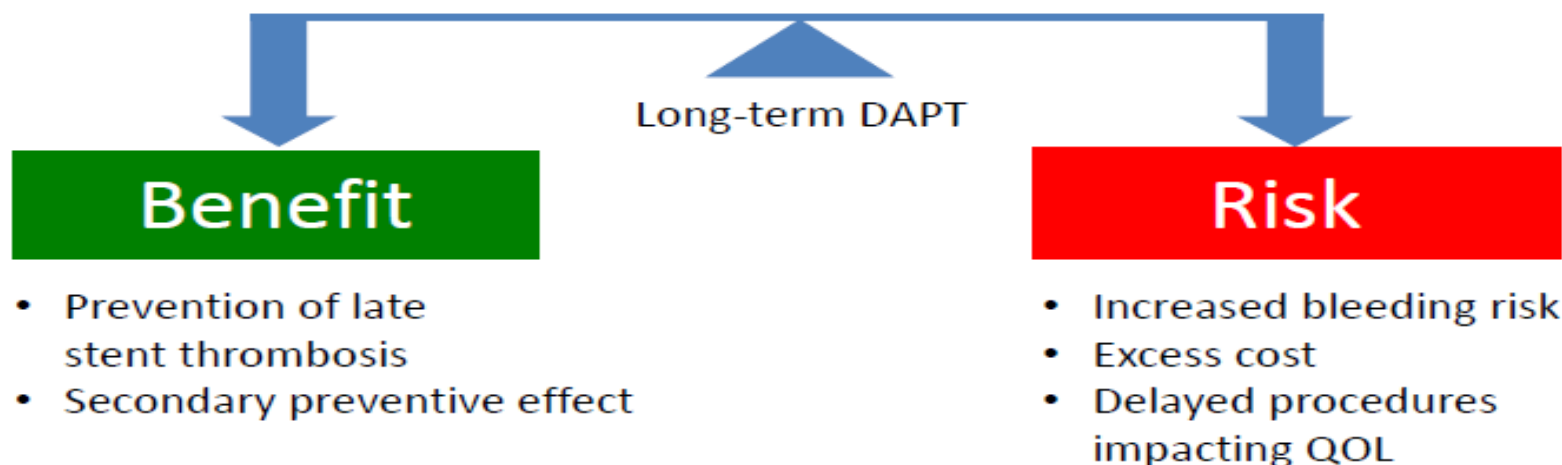 Long-term DAPT
Benefit
• Prevention of late
stent thrombosis
• Secondary preventive effect
Risk
• Increased bleeding risk
• Excess cost
• Delayed procedures
impacting QOL